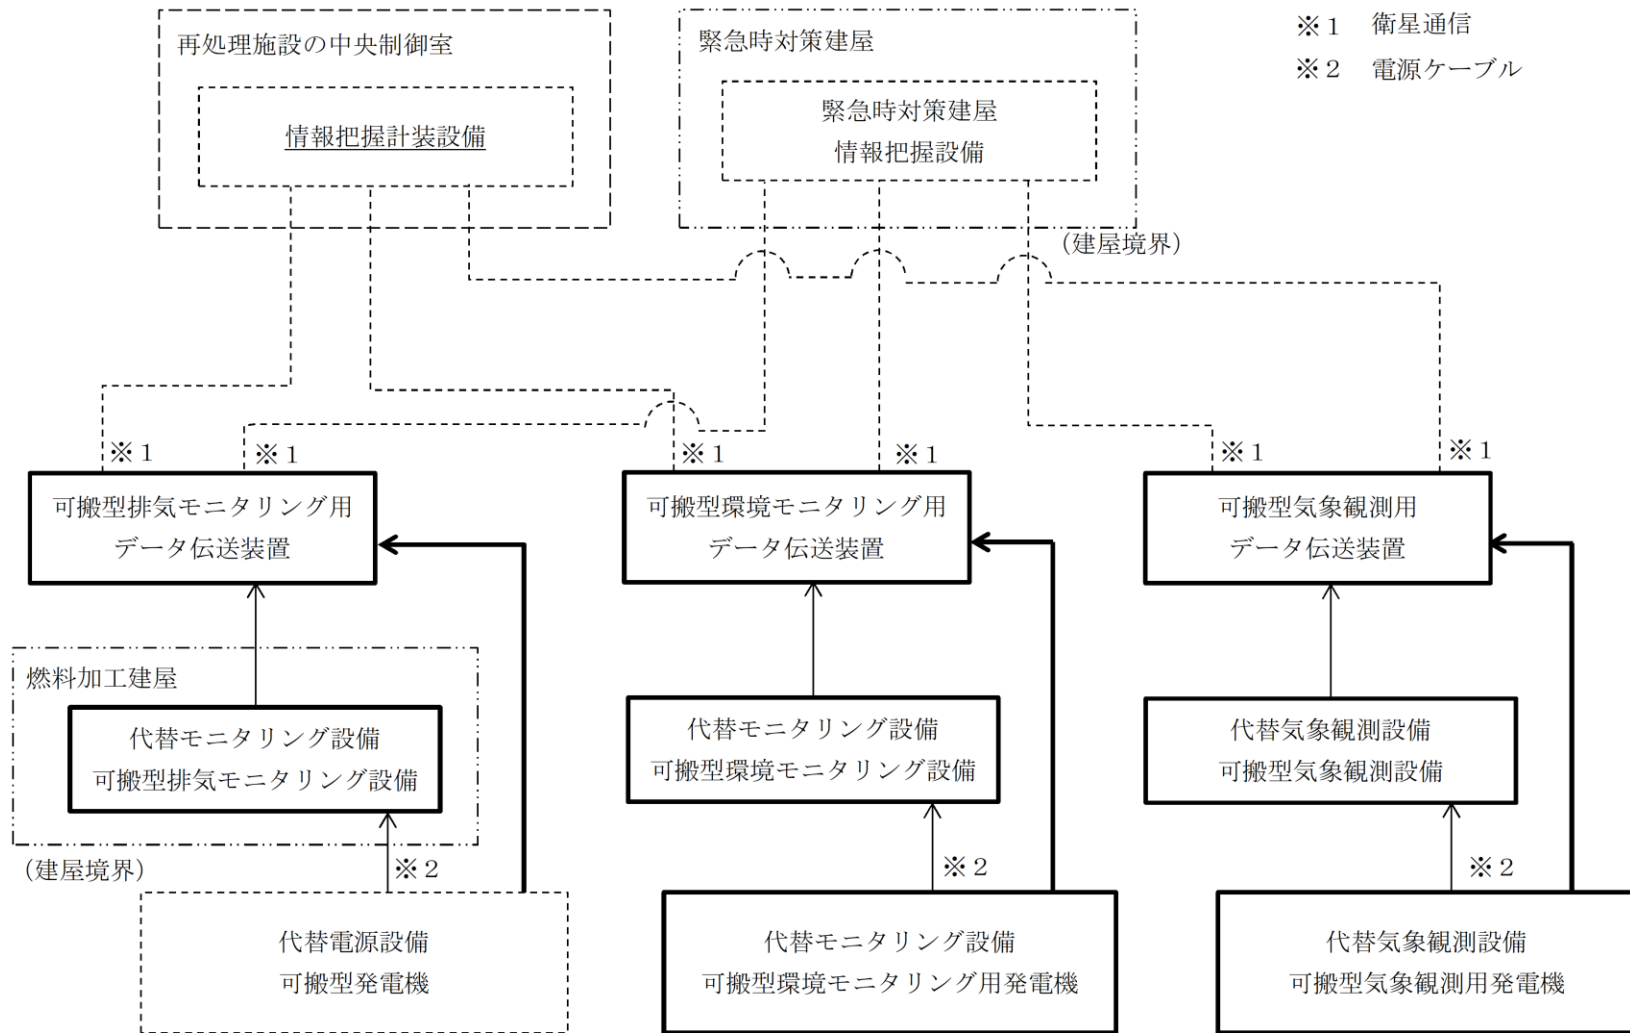 再処理施設の中央制御室
情報把握計装設備
緊急時対策建屋
緊急時対策建屋
情報把握設備
(建屋境界)
※1 衛星通信
※2 電源ケーブル
※1
※1
※1
※1
※1
※1
可搬型排気モニタリング用
データ伝送装置
可搬型環境モニタリング用
データ伝送装置
可搬型気象観測用
データ伝送装置
燃料加工建屋
代替モニタリング設備
可搬型排気モニタリング設備
(建屋境界)
代替モニタリング設備
可搬型環境モニタリング設備
代替気象観測設備
可搬型気象観測設備
※2
※2
※2
代替電源設備
可搬型発電機
代替モニタリング設備
可搬型環境モニタリング用発電機
代替気象観測設備
可搬型気象観測用発電機